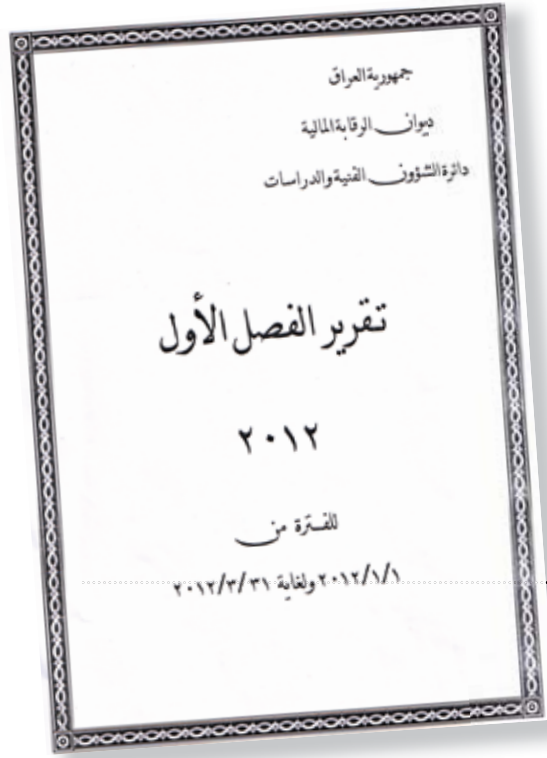 جمهورية العراق
ديوان الرقابة المالية
دائرة الشؤون الفنية والدراسات
تقرير الفصل الأول
٢٠١٢
للفترة من
٢٠١٢/١/١ ولغاية ٢٠١٢/٣/٣١